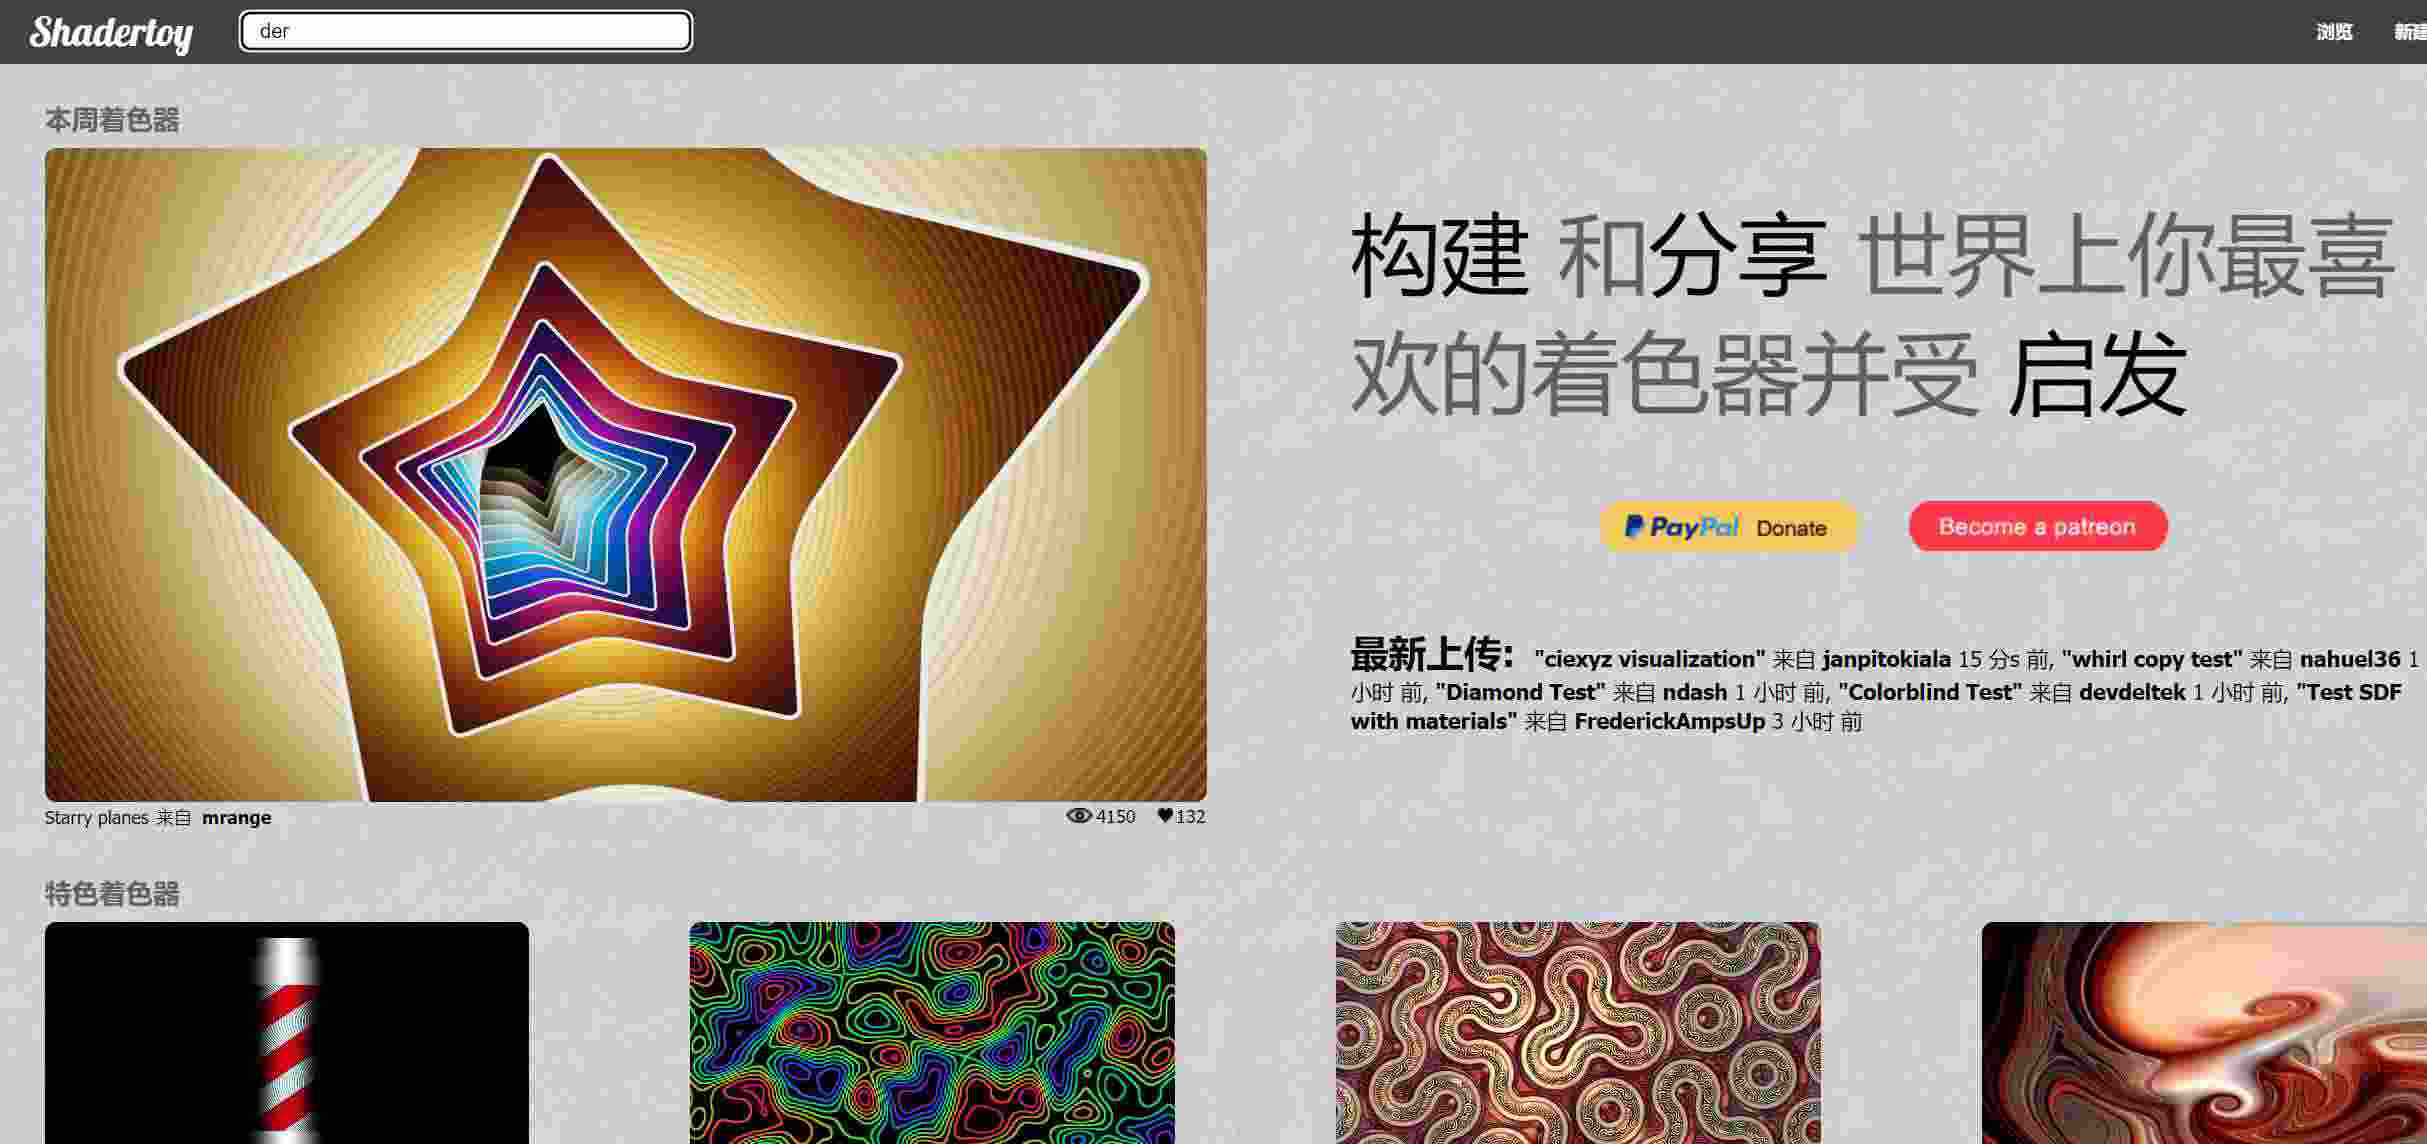 Shadertoy
der
浏览
新建
本周着色器
构建 和分享 世界上你最喜
欢的着色器并受 启发
PayPal Donate
Become a patreon
最新上传: "ciexyz visualization" 来自 janpitokiala 15 分s 前, "whirl copy test" 来自 nahuel36 1
小时 前, "Diamond Test" 来自 ndash 1 小时 前, "Colorblind Test" 来自 devdeltek 1 小时 前, "Test SDF
with materials" 来自 FrederickAmpsUp 3 小时 前
Starry planes 来自 mrange
4150
132
特色着色器